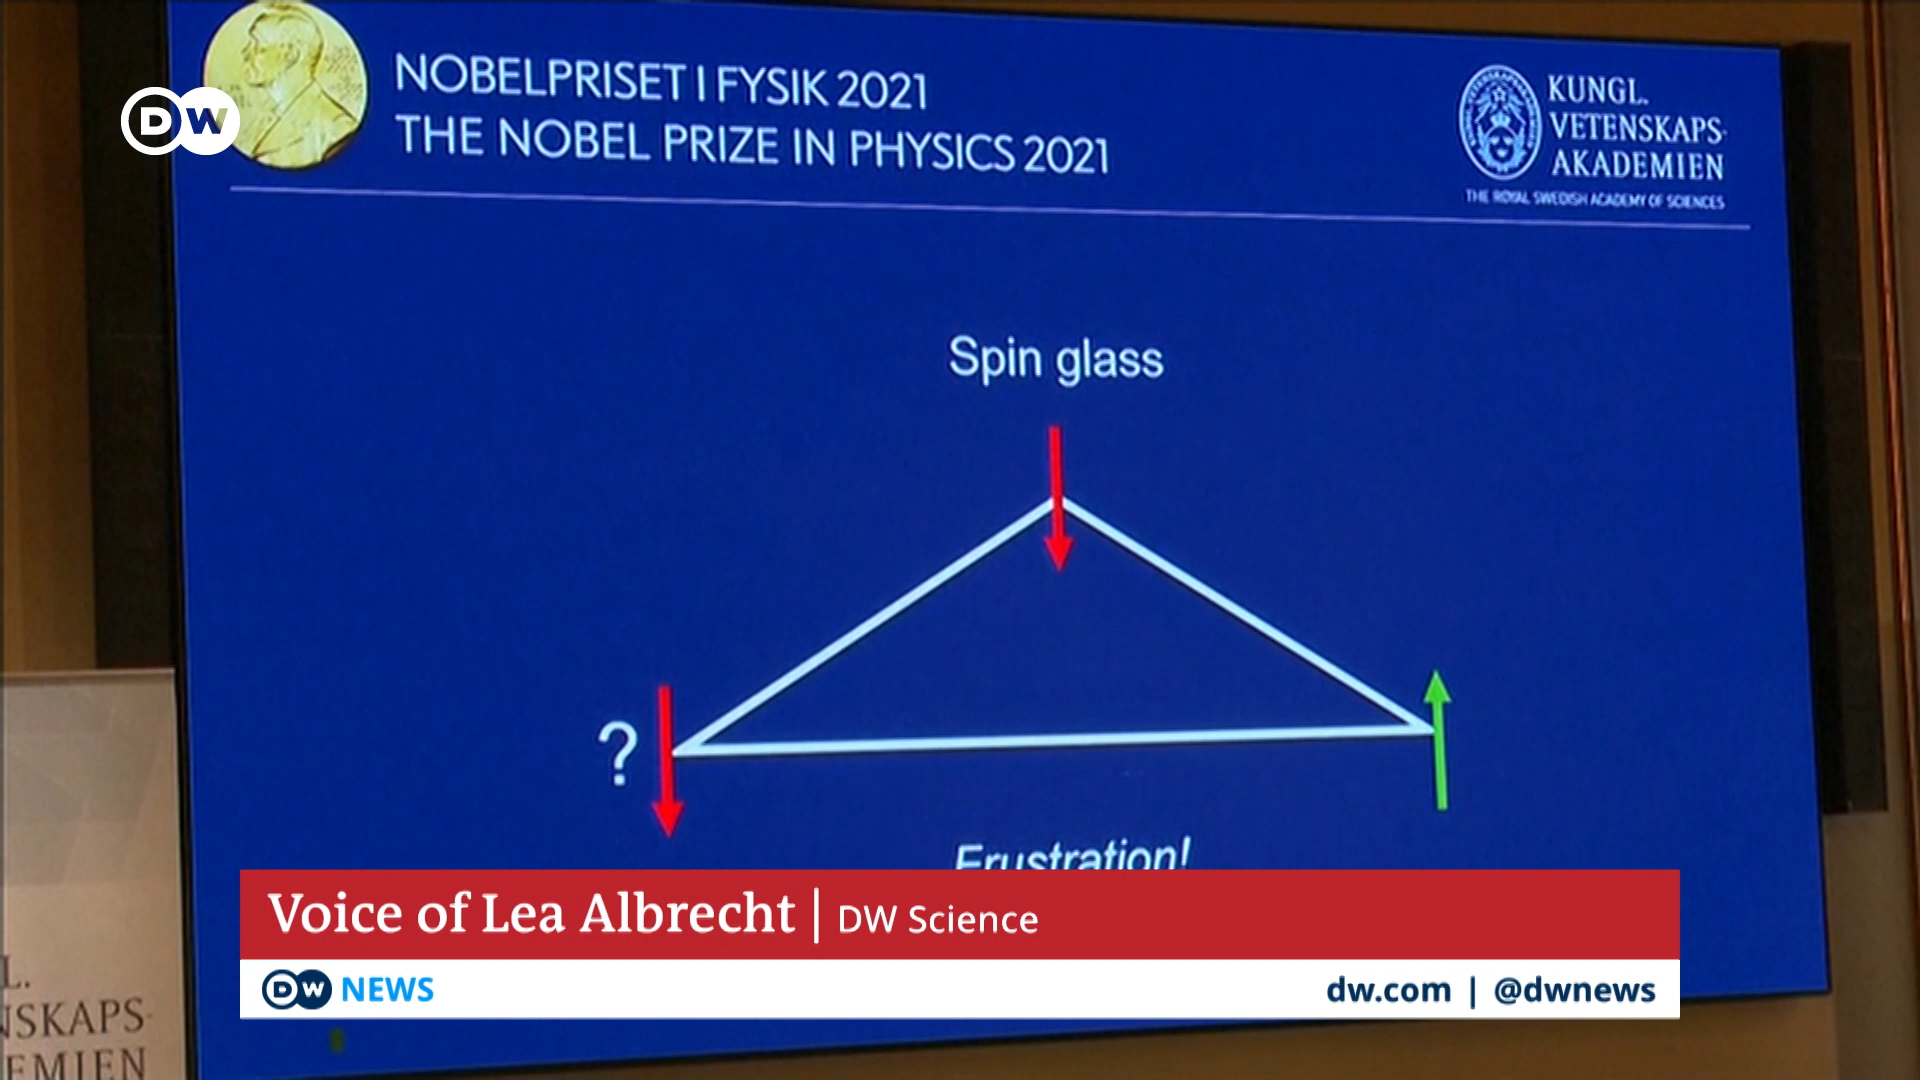 DW
NOBELPRISET I FYSIK 2021
THE NOBEL PRIZE IN PHYSICS 2021
KUNGL.
VETENSKAPS-
AKADEMIEN
THE ROYAL SWEDISH ACADEMY OF SCIENCES
Spin glass
?
Frustration!
Voice of Lea Albrecht | DW Science
DW NEWS
dw.com | @dwnews
L.
NSKAPS-
EMIEN